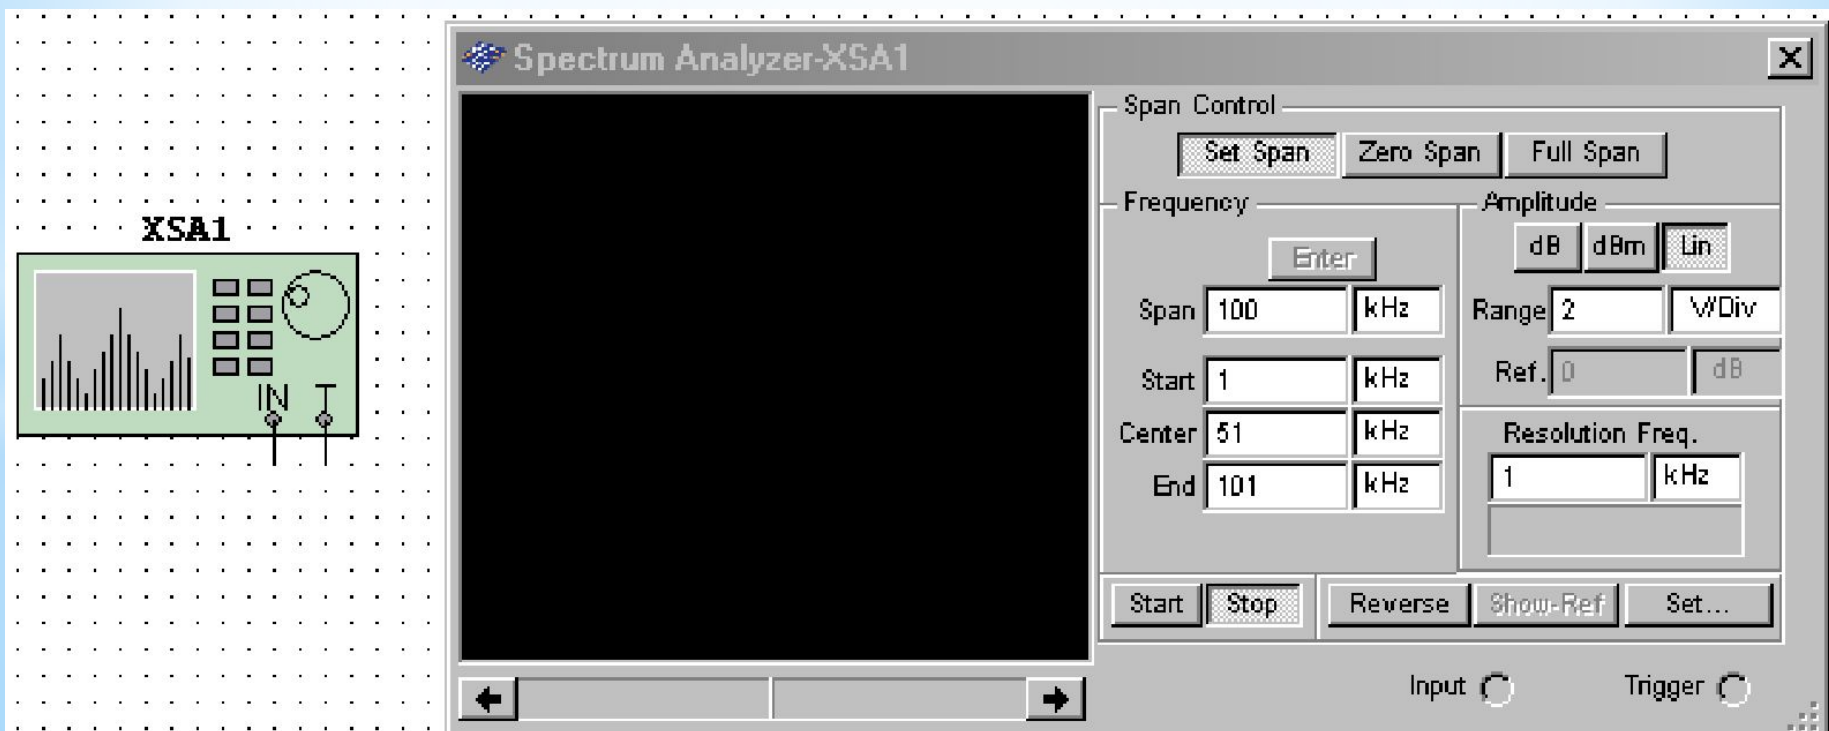 Spectrum Analyzer-XSA1
Span Control
Set Span Zero Span Full Span
Frequency
Enter
Span 100 kHz
Start 1 kHz
Center 51 kHz
End 101 kHz
Amplitude
dB dBm Lin
Range 2 V/Div
Ref. 0 dB
Resolution Freq.
1 kHz
Start Stop Reverse Show-Ref Set...
Input Trigger
XSA1
IN T